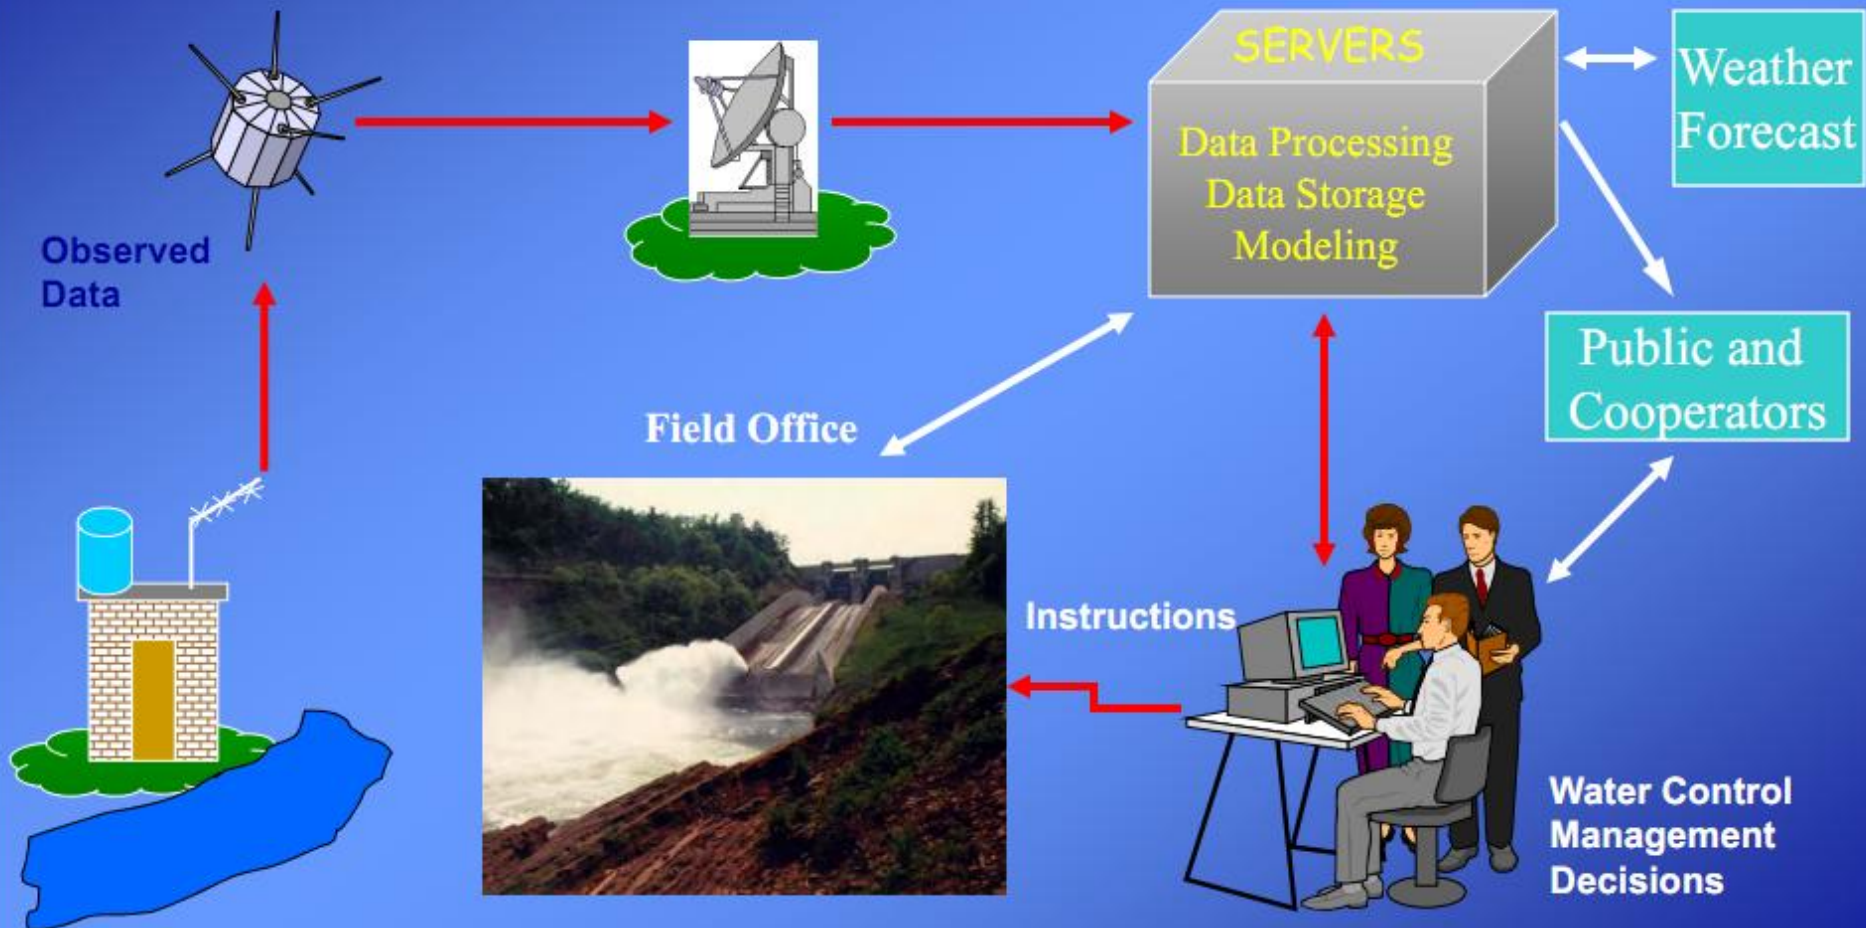 SERVERS
Data Processing
Data Storage
Modeling
Weather
Forecast
Observed
Data
Public and
Cooperators
Field Office
Instructions
Water Control
Management
Decisions